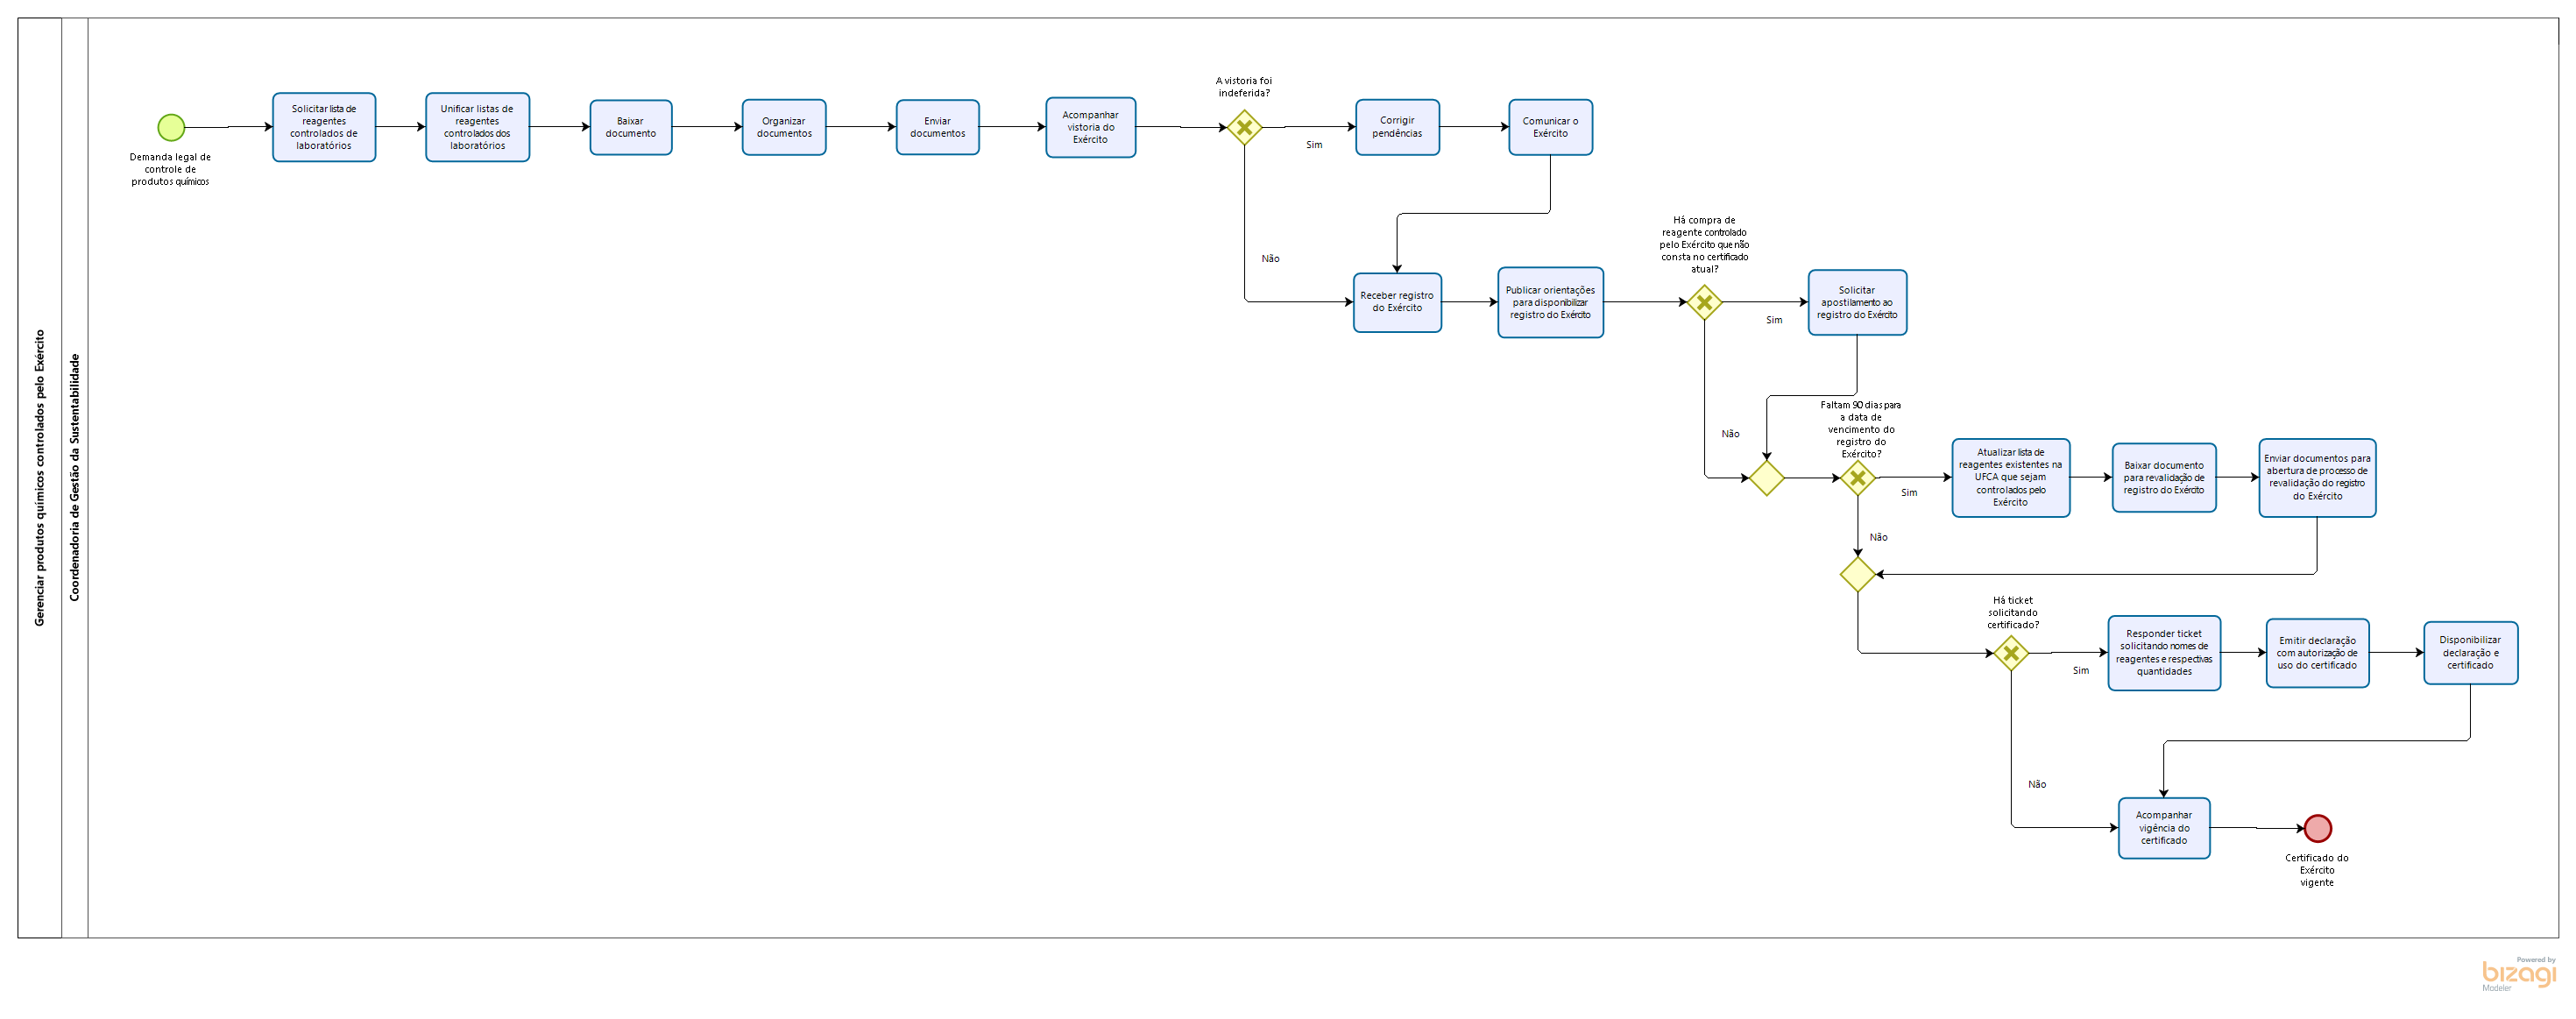 Gerenciar produtos químicos controlados pelo Exército
Coordenadoria de Gestão da Sustentabilidade
Demanda legal de
controle de
produtos químicos
Solicitar lista de
reagentes
controlados de
laboratórios
Unificar listas de
reagentes
controlados dos
laboratórios
Baixar
documento
Organizar
documentos
Enviar
documentos
Acompanhar
vistoria do
Exército
A vistoria foi
indeferida?
Sim
Não
Corrigir
pendências
Comunicar o
Exército
Receber registro
do Exército
Publicar orientações
para disponibilizar
registro do Exército
Há compra de
reagente controlado
pelo Exército que não
consta no certificado
atual?
Sim
Não
Solicitar
apostilamento ao
registro do Exército
Faltam 90 dias para
a data de
vencimento do
registro do
Exército?
Sim
Não
Atualizar lista de
reagentes existentes na
UFCA que sejam
controlados pelo
Exército
Baixar documento
para revalidação de
registro do Exército
Enviar documentos para
abertura de processo de
revalidação do registro
do Exército
Há ticket
solicitando
certificado?
Sim
Não
Responder ticket
solicitando nomes de
reagentes e respectivas
quantidades
Emitir declaração
com autorização de
uso do certificado
Disponibilizar
declaração e
certificado
Acompanhar
vigência do
certificado
Certificado do
Exército
vigente
Powered by
bizagi
Modeler